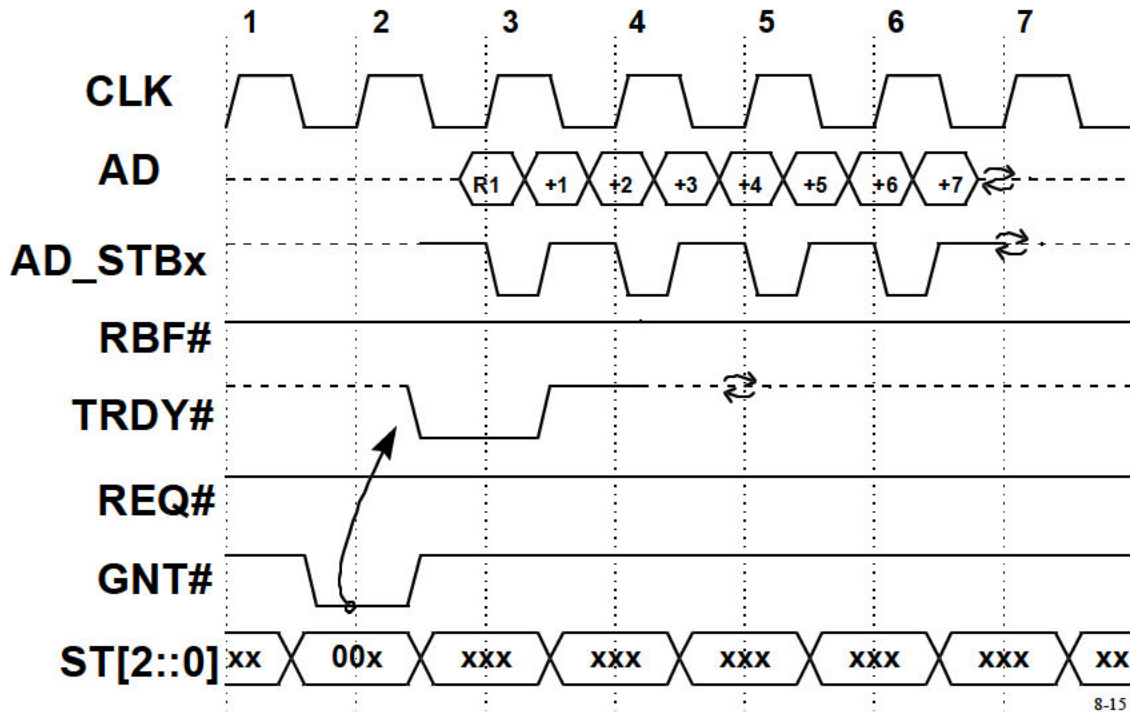 1 2 3 4 5 6 7
CLK
AD R1 +1 +2 +3 +4 +5 +6 +7
AD_STBx
RBF#
TRDY#
REQ#
GNT#
ST[2::0] xx 00x xxx xxx xxx xxx xxx xx
8-15